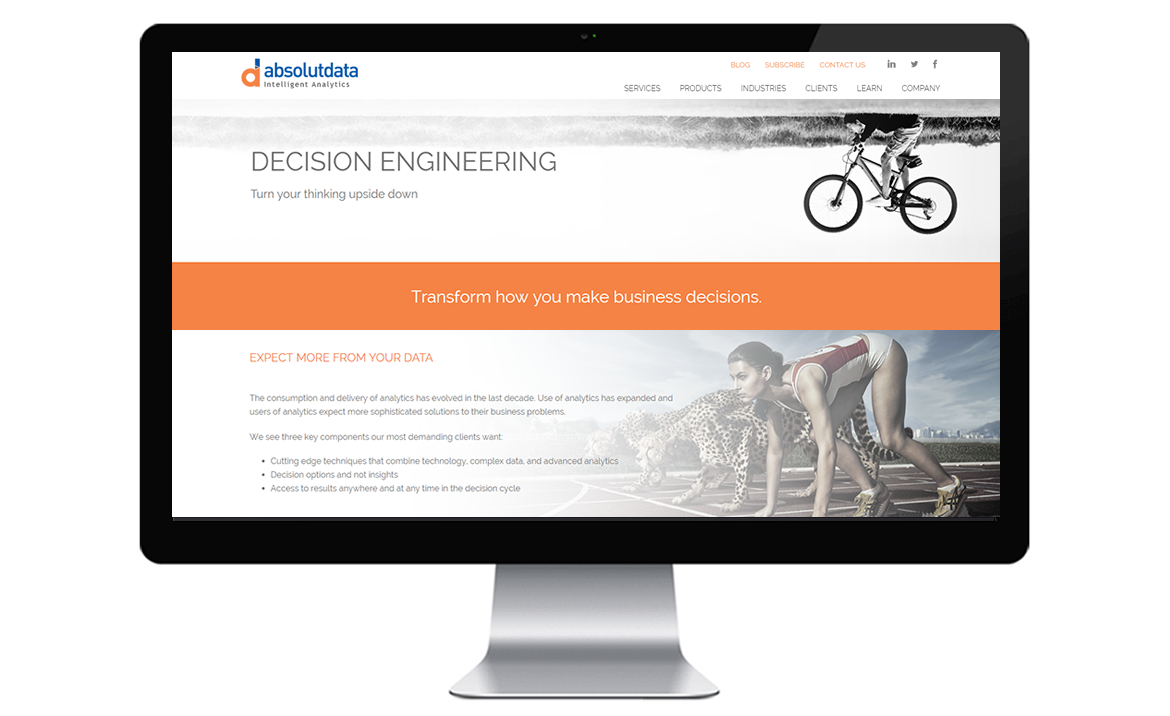 absolutdata
Intelligent Analytics
BLOG SUBSCRIBE CONTACT US
SERVICES PRODUCTS INDUSTRIES CLIENTS LEARN COMPANY
DECISION ENGINEERING
Turn your thinking upside down
Transform how you make business decisions.
EXPECT MORE FROM YOUR DATA
The consumption and delivery of analytics has evolved in the last decade. Use of analytics has expanded and
users of analytics expect more sophisticated solutions to their business problems.
We see three key components our most demanding clients want:
• Cutting edge techniques that combine technology, complex data, and advanced analytics
• Decision options and not insights
• Access to results anywhere and at any time in the decision cycle